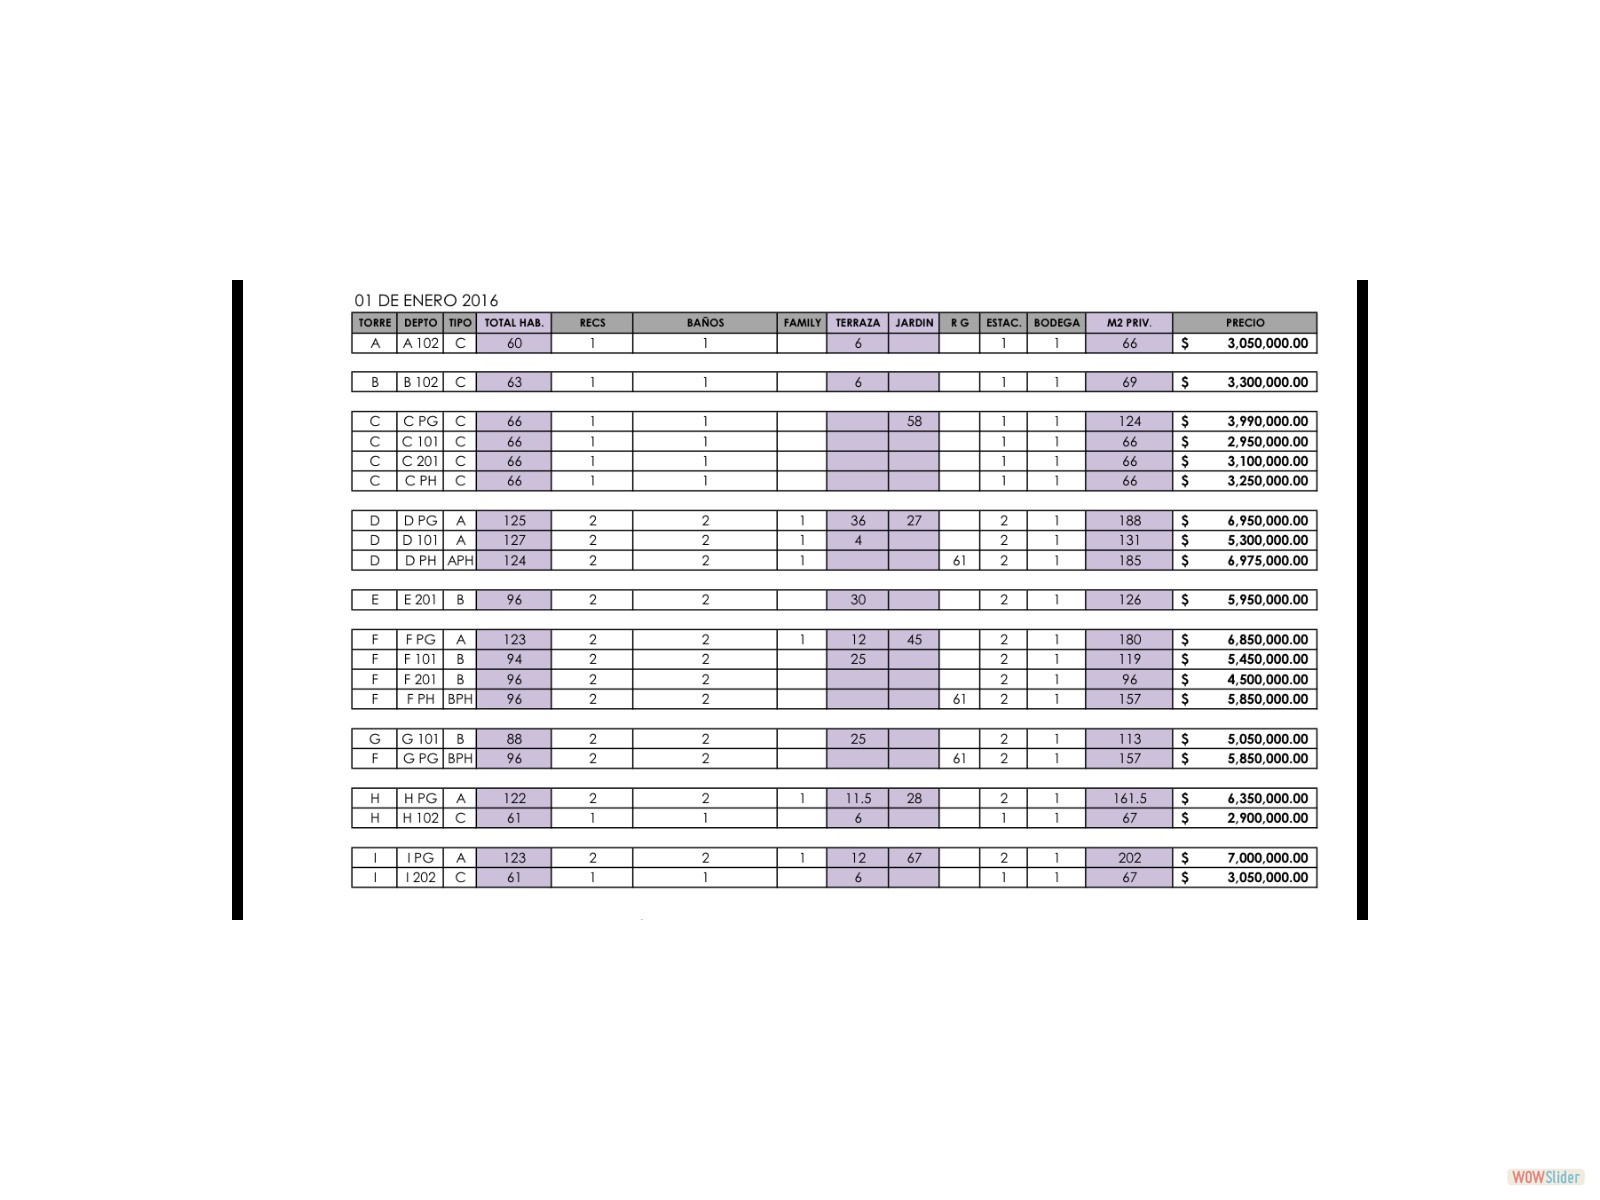 01 DE ENERO 2016
TORRE DEPTO TIPO TOTAL HAB. RECS BAÑOS FAMILY TERRAZA JARDIN R G ESTAC. BODEGA M2 PRIV. PRECIO
A A 102 C 60 1 1 6 1 1 66 $ 3,050,000.00
B B 102 C 63 1 1 6 1 1 69 $ 3,300,000.00
C C PG C 66 1 1 58 1 1 124 $ 3,990,000.00
C C 101 C 66 1 1 1 1 66 $ 2,950,000.00
C C 201 C 66 1 1 1 1 66 $ 3,100,000.00
C C PH C 66 1 1 1 1 66 $ 3,250,000.00
D D PG A 125 2 2 1 36 27 2 1 188 $ 6,950,000.00
D D 101 A 127 2 2 1 4 2 1 131 $ 5,300,000.00
D D PH APH 124 2 2 1 61 2 1 185 $ 6,975,000.00
E E 201 B 96 2 2 30 2 1 126 $ 5,950,000.00
F F PG A 123 2 2 1 12 45 2 1 180 $ 6,850,000.00
F F 101 B 94 2 2 25 2 1 119 $ 5,450,000.00
F F 201 B 96 2 2 2 1 96 $ 4,500,000.00
F F PH BPH 96 2 2 61 2 1 157 $ 5,850,000.00
G G 101 B 88 2 2 25 2 1 113 $ 5,050,000.00
F G PG BPH 96 2 2 61 2 1 157 $ 5,850,000.00
H H PG A 122 2 2 1 11.5 28 2 1 161.5 $ 6,350,000.00
H H 102 C 61 1 1 6 1 1 67 $ 2,900,000.00
I I PG A 123 2 2 1 12 67 2 1 202 $ 7,000,000.00
I I 202 C 61 1 1 6 1 1 67 $ 3,050,000.00
WOWSlider